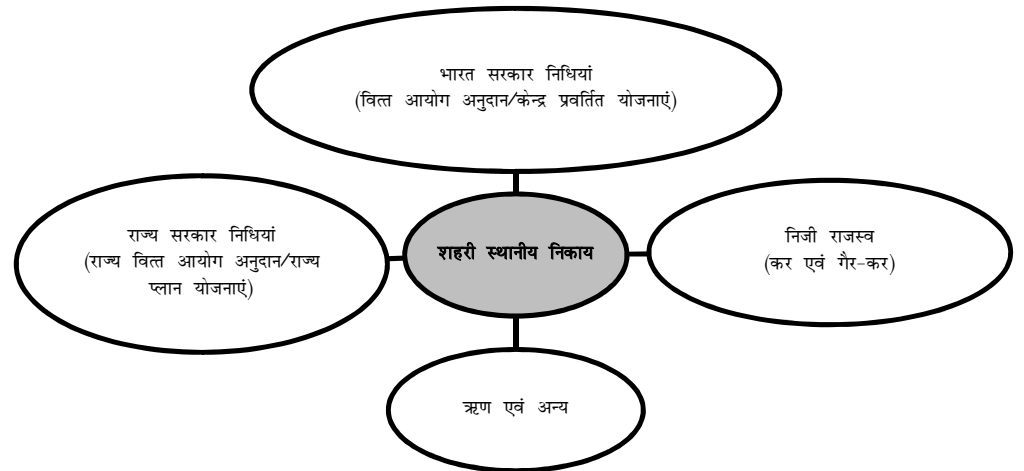 भारत सरकार निधियां
(वित्त आयोग अनुदान/केन्द्र प्रवर्तित योजनाएं)
राज्य सरकार निधियां
(राज्य वित्त आयोग अनुदान/राज्य
प्लान योजनाएं)
शहरी स्थानीय निकाय
निजी राजस्व
(कर एवं गैर-कर)
ऋण एवं अन्य